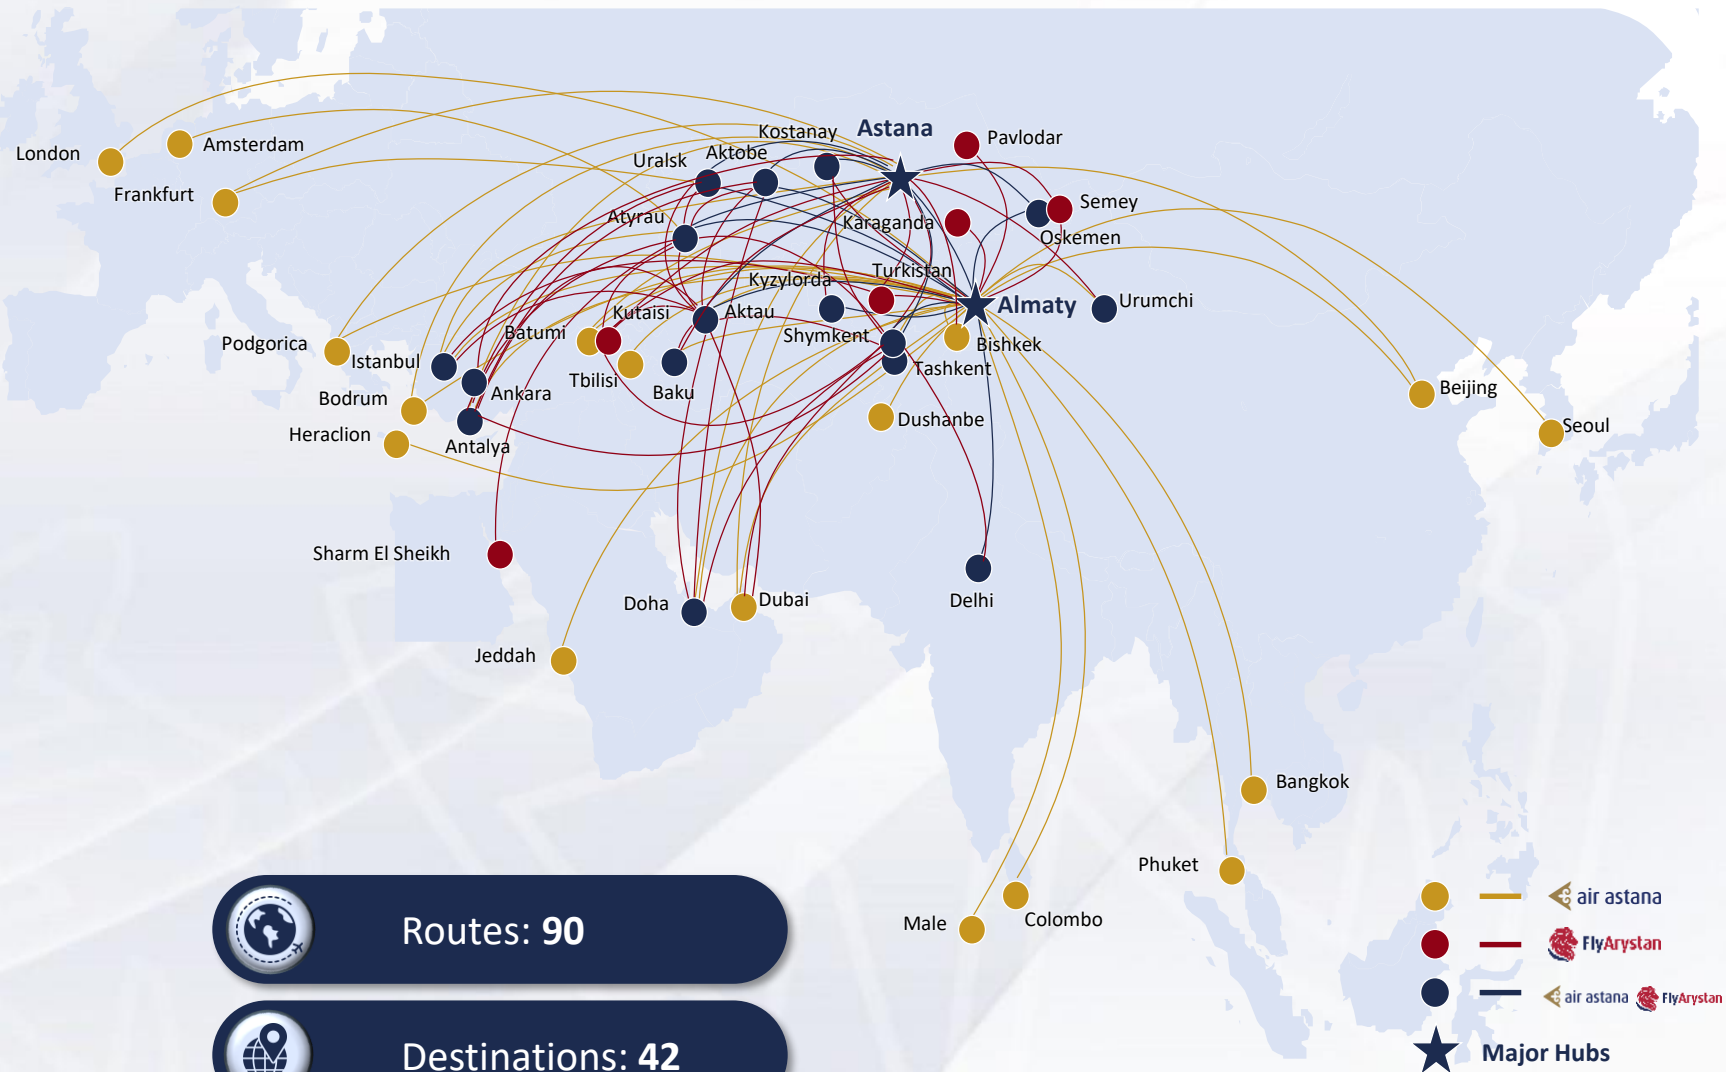 Kostanay
Astana
Pavlodar
London
Amsterdam
Uralsk
Aktobe
Frankfurt
Semey
Atyrau
Karaganda
Oskemen
Turkistan
Kyzylorda
Almaty
Urumchi
Kutaisi
Aktau
Batumi
Shymkent
Bishkek
Podgorica
Istanbul
Tbilisi
Baku
Tashkent
Bodrum
Ankara
Beijing
Dushanbe
Heraclion
Antalya
Seoul
Sharm El Sheikh
Doha
Dubai
Delhi
Jeddah
Bangkok
Phuket
Male
Colombo
Routes: 90
Destinations: 42
air astana
FlyArystan
air astana FlyArystan
Major Hubs